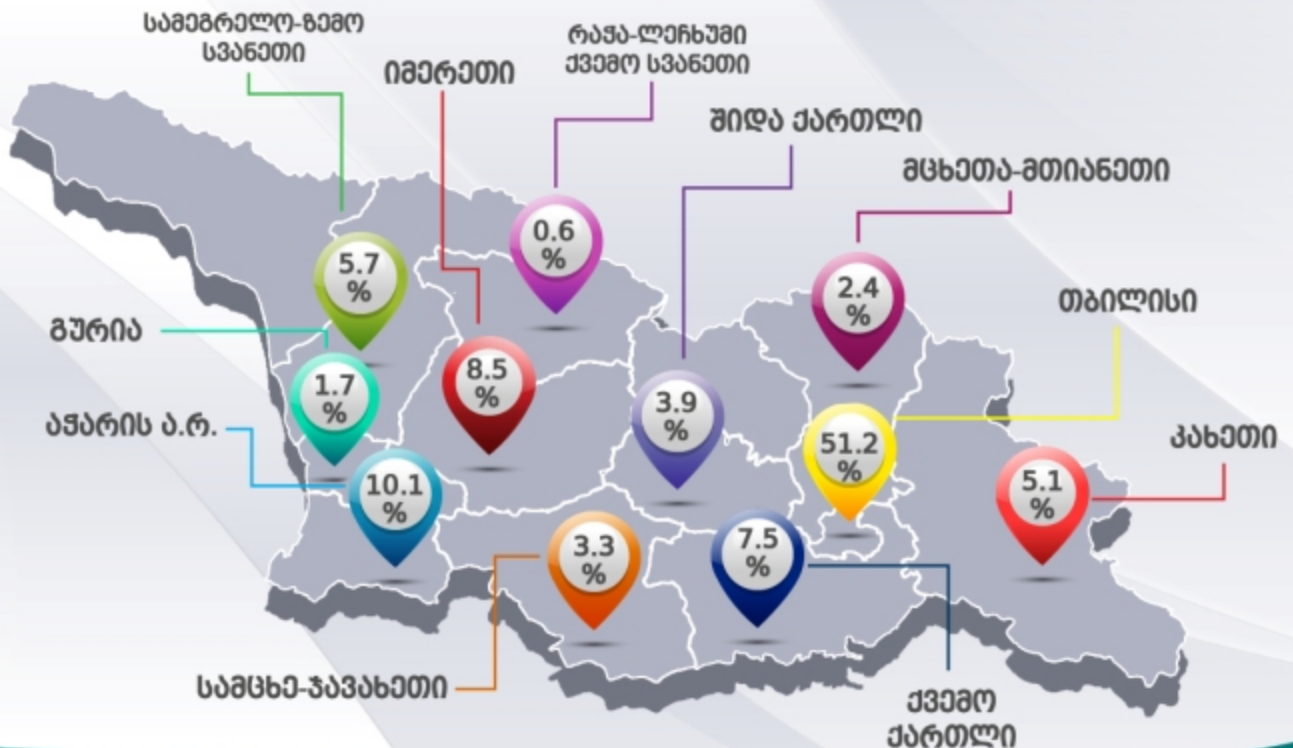 სამეგრელო-ზემო
სვანეთი
იმერეთი
რაჭა-ლეჩხუმი
ქვემო სვანეთი
შიდა ქართლი
მცხეთა-მთიანეთი
თბილისი
გურია
აჭარის ა.რ.
კახეთი
5.7
%
0.6
%
2.4
%
1.7
%
8.5
%
3.9
%
51.2
%
10.1
%
5.1
%
3.3
%
7.5
%
სამცხე-ჯავახეთი
ქვემო
ქართლი